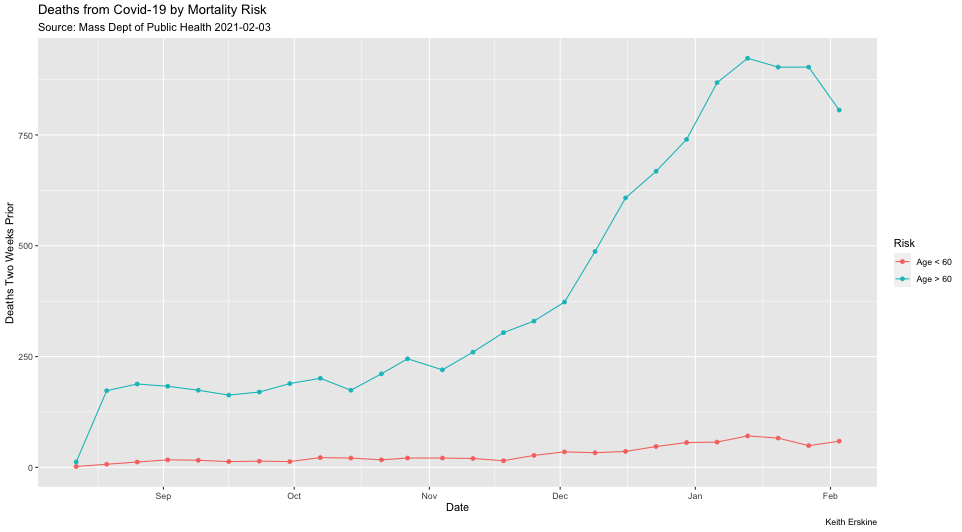 Deaths from Covid-19 by Mortality Risk
Source: Mass Dept of Public Health 2021-02-03
Deaths Two Weeks Prior
750
500
250
0
Sep Oct Nov Dec Jan Feb
Date
Risk
Age < 60
Age > 60
Keith Erskine